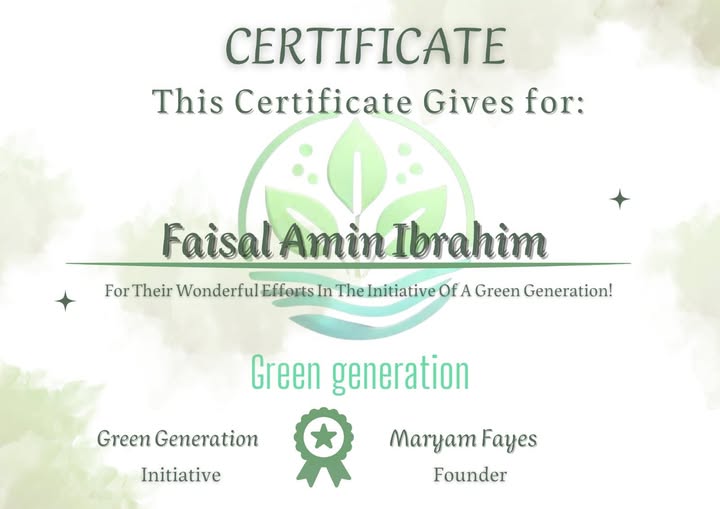 CERTIFICATE
This Certificate Gives for:
Faisal Amin Ibrahim
For Their Wonderful Efforts In The Initiative Of A Green Generation!
Green generation
Green Generation
Initiative
Maryam Fayes
Founder